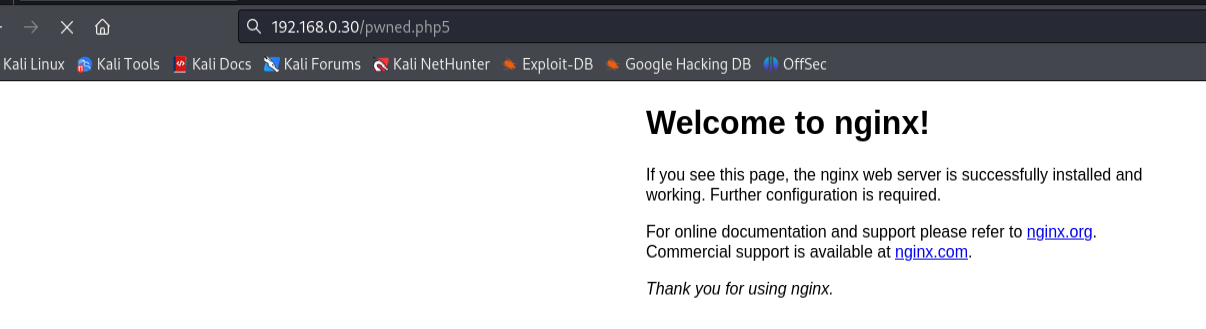 192.168.0.30/pwned.php5
Kali Linux Kali Tools Kali Docs Kali Forums Kali NetHunter Exploit-DB Google Hacking DB OffSec
Welcome to nginx!
If you see this page, the nginx web server is successfully installed and
working. Further configuration is required.
For online documentation and support please refer to nginx.org.
Commercial support is available at nginx.com.
Thank you for using nginx.